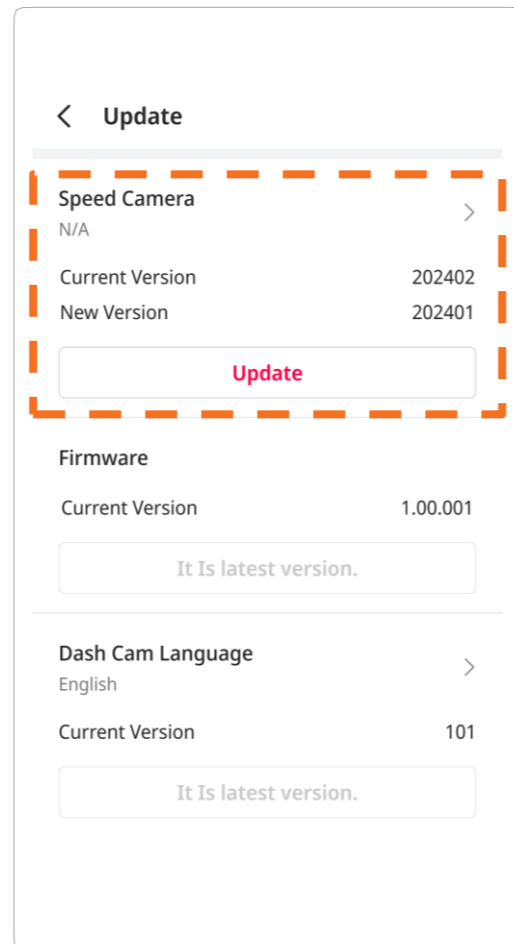 Update
Speed Camera
N/A
Current Version 202402
New Version 202401
Update
Firmware
Current Version 1.00.001
It Is latest version.
Dash Cam Language
English
Current Version 101
It Is latest version.